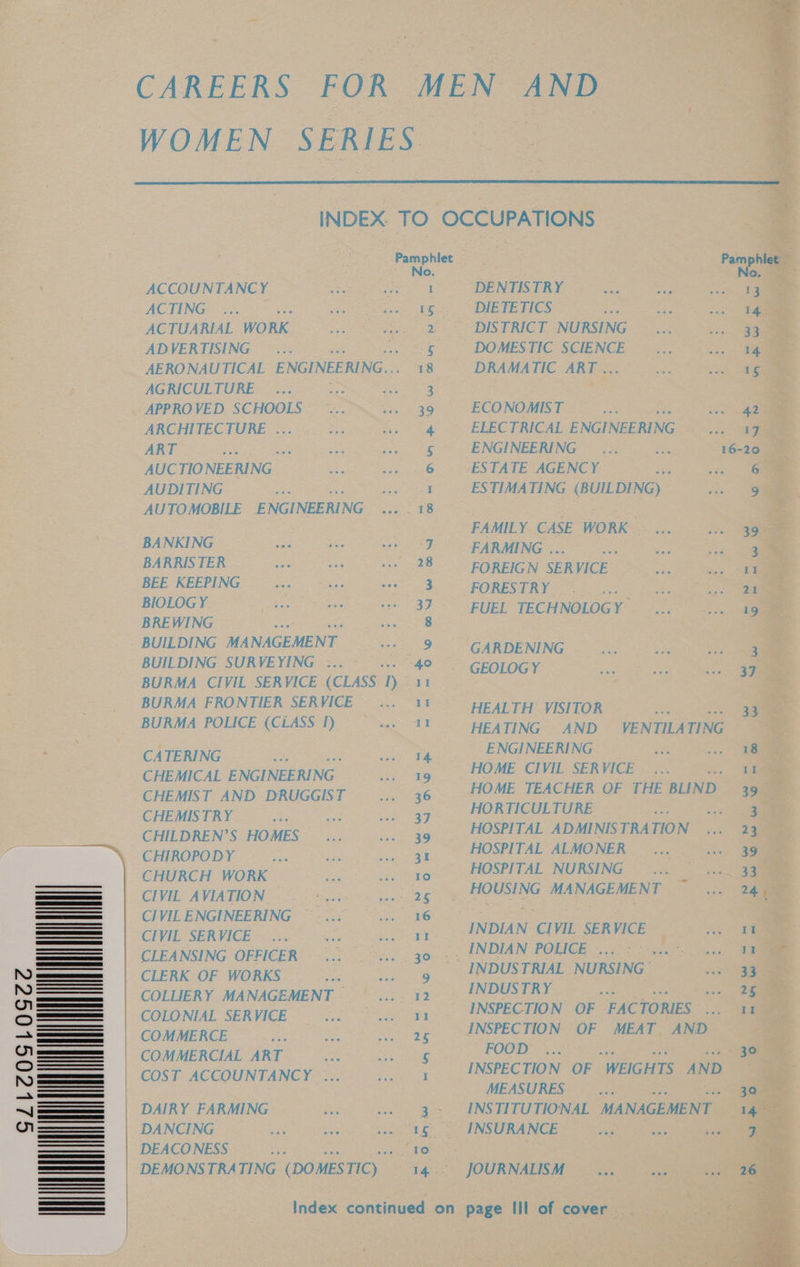 CAREERS FOR MEN AND
WOMEN SERIES
INDEX TO OCCUPATIONS
Pamphlet
No.
ACCOUNTANCY ... ... 1
ACTING ... ... ... ... 15
ACTUARIAL WORK ... ... 2
ADVERTISING ... ... ... 5
AERONAUTICAL ENGINEERING... 18
AGRICULTURE ... ... ... 3
APPROVED SCHOOLS ... ... 39
ARCHITECTURE ... ... ... 4
ART ... ... ... ... 5
AUCTIONEERING ... ... 6
AUDITING ... ... ... 1
AUTOMOBILE ENGINEERING ... 18
BANKING ... ... ... 7
BARRISTER ... ... ... 28
BEE KEEPING ... ... ... 3
BIOLOGY ... ... ... 37
BREWING ... ... ... 8
BUILDING MANAGEMENT ... 9
BUILDING SURVEYING ... ... 40
BURMA CIVIL SERVICE (CLASS I) 11
BURMA FRONTIER SERVICE ... 11
BURMA POLICE (CLASS I) ... 11
CATERING ... ... ... 14
CHEMICAL ENGINEERING ... 19
CHEMIST AND DRUGGIST ... 36
CHEMISTRY ... ... ... 37
CHILDREN'S HOMES ... ... 39
CHIROPODY ... ... ... 31
CHURCH WORK ... ... 10
CIVIL AVIATION ... ... 25
CIVIL ENGINEERING ... ... 16
CIVIL SERVICE ... ... ... 11
CLEANSING OFFICER ... ... 30
CLERK OF WORKS ... ... 9
COLLIERY MANAGEMENT ... 12
COLONIAL SERVICE ... ... 11
COMMERCE ... ... ... 25
COMMERCIAL ART ... ... 5
COST ACCOUNTANCY ... ... 1
DAIRY FARMING ... ... 3
DANCING ... ... ... 15
DEACONESS ... ... ... 10
DEMONSTRATING (DOMESTIC) 14
Pamphlet
No.
DENTISTRY ... ... ... 13
DIETETICS ... ... ... 14
DISTRICT NURSING ... ... 33
DOMESTIC SCIENCE ... ... 14
DRAMATIC ART ... ... ... 15
ECONOMIST ... ... ... 42
ELECTRICAL ENGINEERING ... 17
ENGINEERING ... ... 16-20
ESTATE AGENCY ... ... 6
ESTIMATING (BUILDING) ... 9
FAMILY CASE WORK ... ... 39
FARMING ... ... ... ... 3
FOREIGN SERVICE ... ... 11
FORESTRY ... ... ... 21
FUEL TECHNOLOGY ... ... 19
GARDENING ... ... ... 3
GEOLOGY ... ... ... 37
HEALTH VISITOR ... ... 33
HEATING AND VENTILATING
ENGINEERING ... ... 18
HOME CIVIL SERVICE ... ... 11
HOME TEACHER OF THE BLIND 39
HORTICULTURE ... ... 3
HOSPITAL ADMINISTRATION ... 23
HOSPITAL ALMONER ... ... 39
HOSPITAL NURSING ... ... 33
HOUSING MANAGEMENT ... 24
INDIAN CIVIL SERVICE ... 11
INDIAN POLICE ... ... ... 11
INDUSTRIAL NURSING ... 33
INDUSTRY ... ... ... 25
INSPECTION OF FACTORIES ... 11
INSPECTION OF MEAT AND
FOOD ... ... ... ... 30
INSPECTION OF WEIGHTS AND
MEASURES ... ... ... 30
INSTITUTIONAL MANAGEMENT 14
INSURANCE ... ... ... 7
JOURNALISM ... ... ... 26
Index continued on page III of cover
22501502175